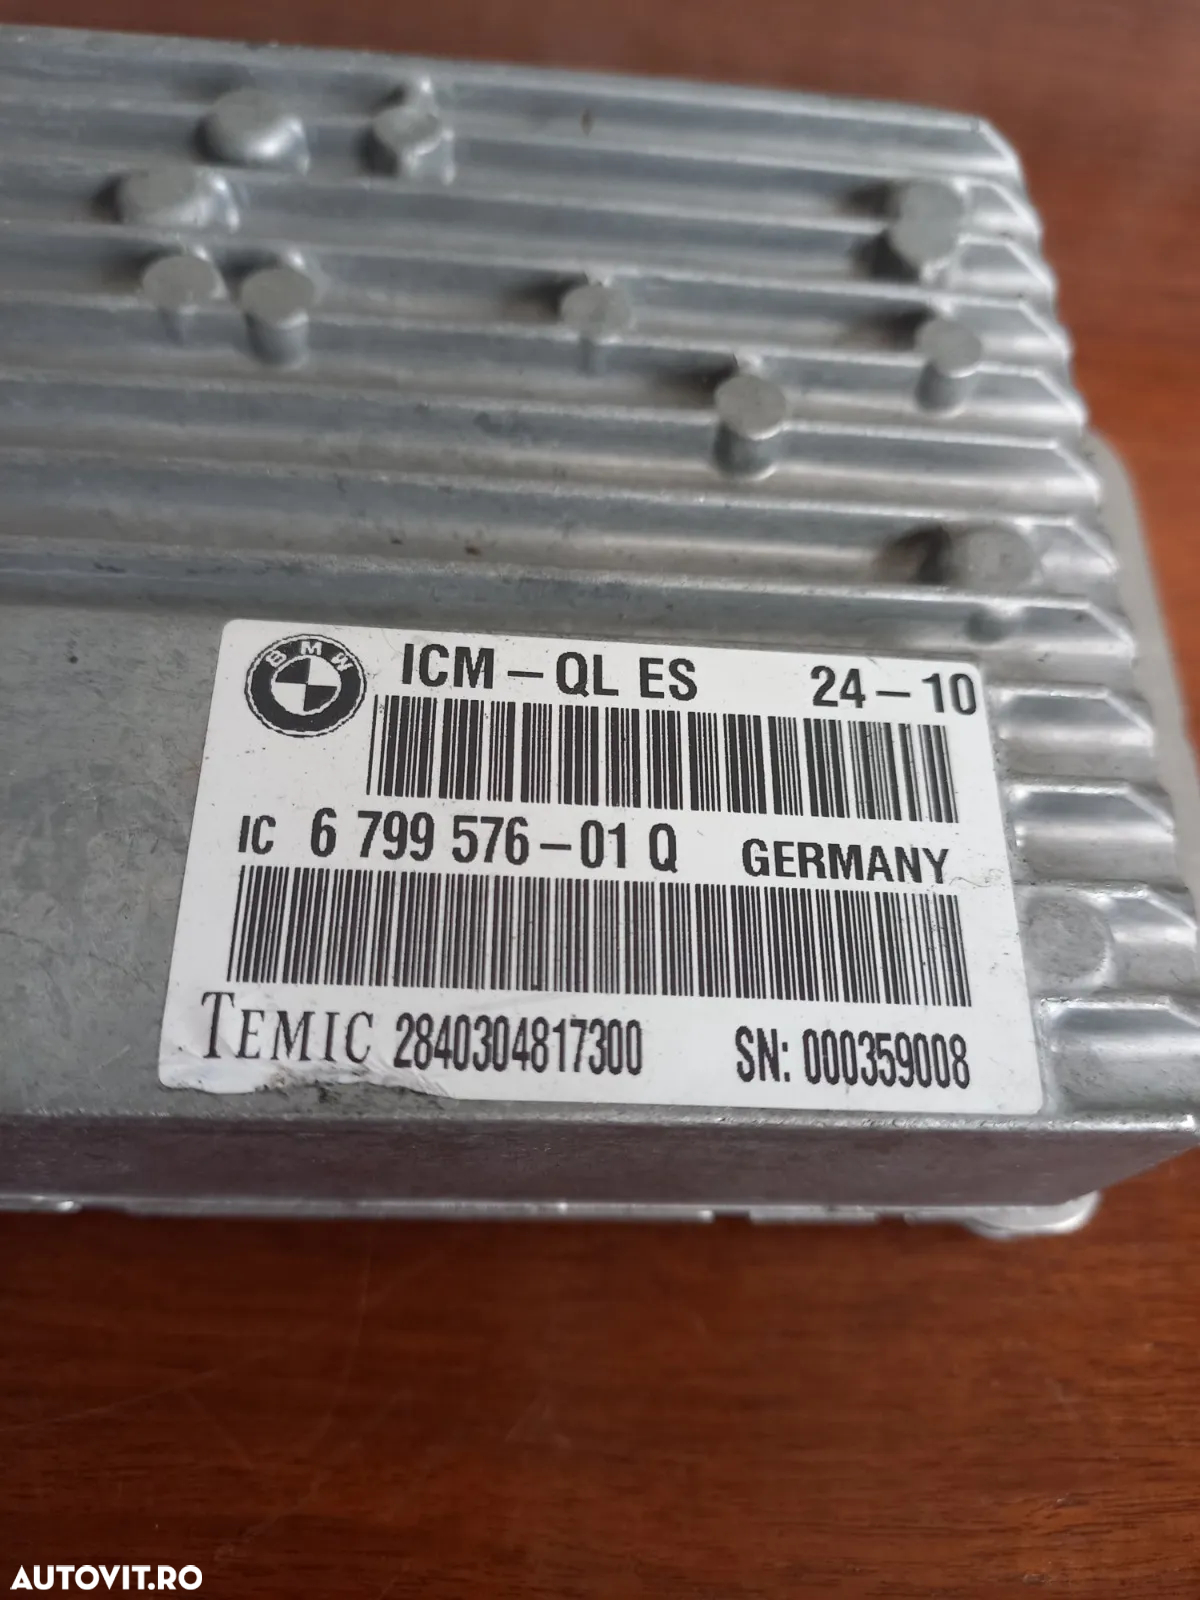 BMW
ICM-QL ES 24-10
IC 6 799 576-01 Q GERMANY
TEMIC 2840304817300 SN: 000359008
AUTOVIT.RO